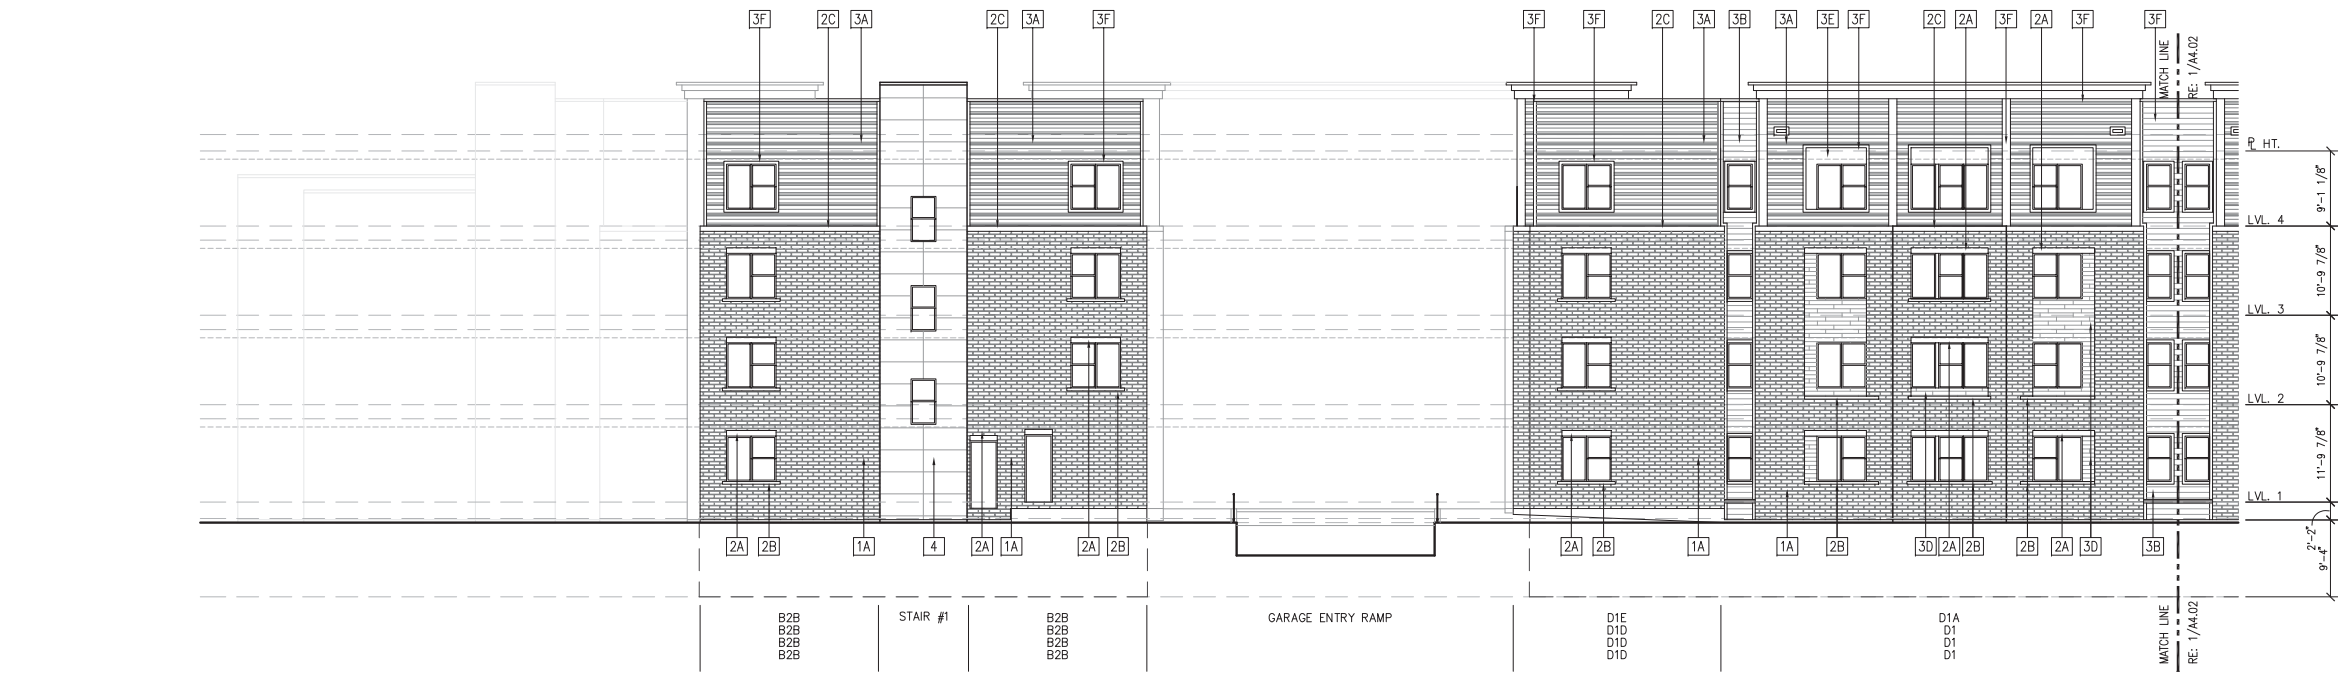 3F 2C 3A 2C 3A 3F 3F 3F 2C 3A 3B 3A 3E 3F 2C 2A 3F 2A 3F 3F
MATCH LINE
RE: 1/A4.02
PL HT.
9'-1 1/8"
LVL. 4
10'-9 7/8"
LVL. 3
10'-9 7/8"
LVL. 2
11'-9 7/8"
LVL. 1
2'-2"
9'-4"
2A 2B 1A 4 2A 1A 2A 2B 2A 2B 1A 1A 2B 3D 2A 2B 2B 2A 3D 3B
B2B
B2B
B2B
B2B
STAIR #1
B2B
B2B
B2B
B2B
GARAGE ENTRY RAMP
D1E
D1D
D1D
D1D
D1A
D1
D1
D1
MATCH LINE
RE: 1/A4.02